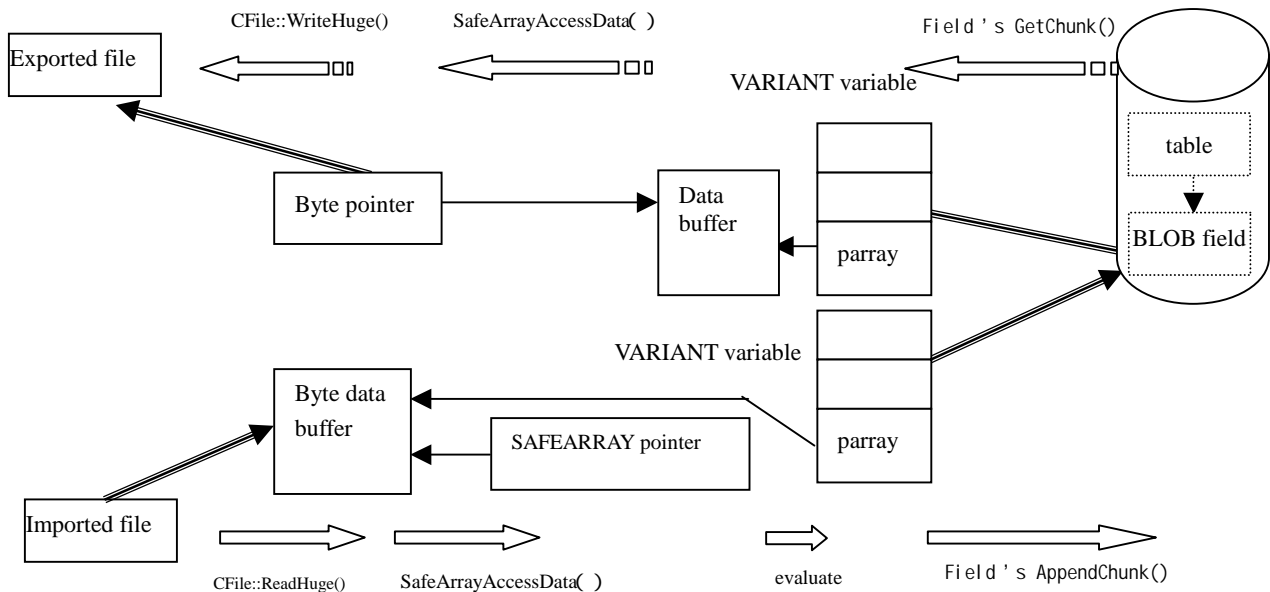 CFile::WriteHuge()
SafeArrayAccessData( )
Field's GetChunk()
Exported file
VARIANT variable
table
Byte pointer
Data
buffer
BLOB field
parray
VARIANT variable
Byte data
buffer
SAFEARRAY pointer
parray
Imported file
CFile::ReadHuge()
SafeArrayAccessData( )
evaluate
Field's AppendChunk()